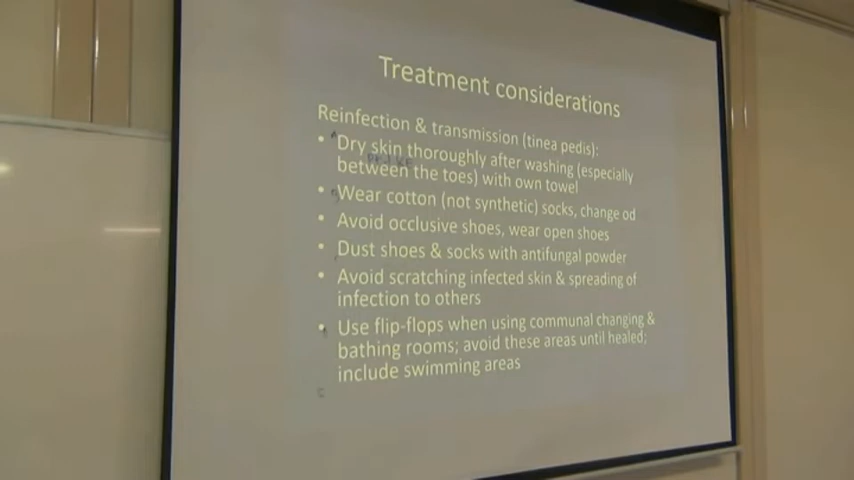 Treatment considerations
Reinfection & transmission (tinea pedis):
• Dry skin thoroughly after washing (especially
between the toes) with own towel
• Wear cotton (not synthetic) socks, change od
• Avoid occlusive shoes, wear open shoes
• Dust shoes & socks with antifungal powder
• Avoid scratching infected skin & spreading of
infection to others
• Use flip-flops when using communal changing &
bathing rooms; avoid these areas until healed;
include swimming areas